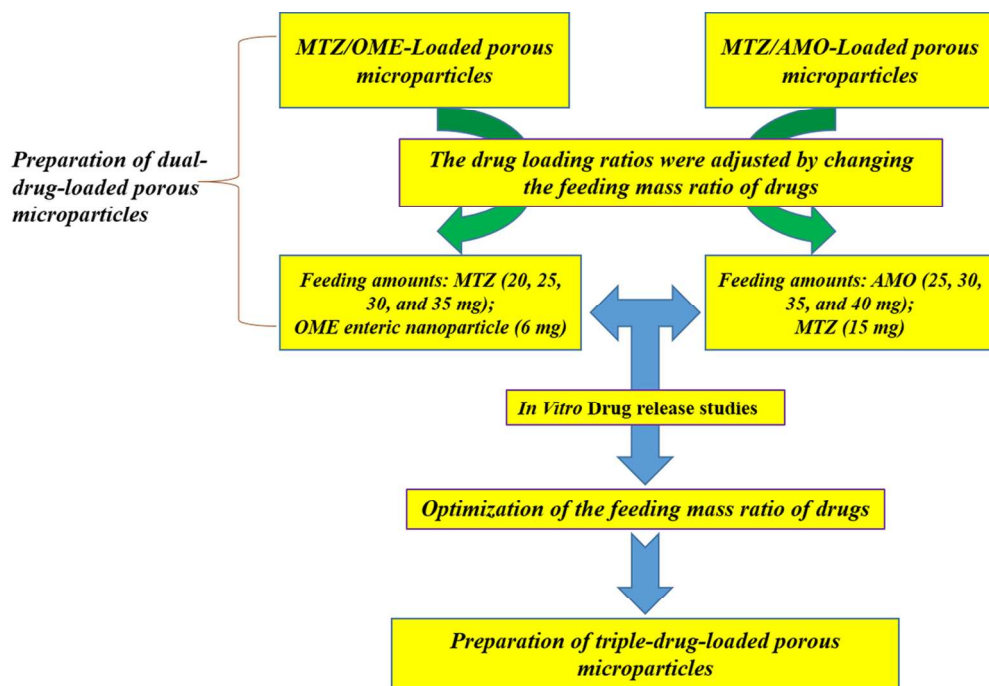 MTZ/OME-Loaded porous
microparticles
MTZ/AMO-Loaded porous
microparticles
Preparation of dual-
drug-loaded porous
microparticles
The drug loading ratios were adjusted by changing
the feeding mass ratio of drugs
Feeding amounts: MTZ (20, 25,
30, and 35 mg);
OME enteric nanoparticle (6 mg)
Feeding amounts: AMO (25, 30,
35, and 40 mg);
MTZ (15 mg)
In Vitro Drug release studies
Optimization of the feeding mass ratio of drugs
Preparation of triple-drug-loaded porous
microparticles